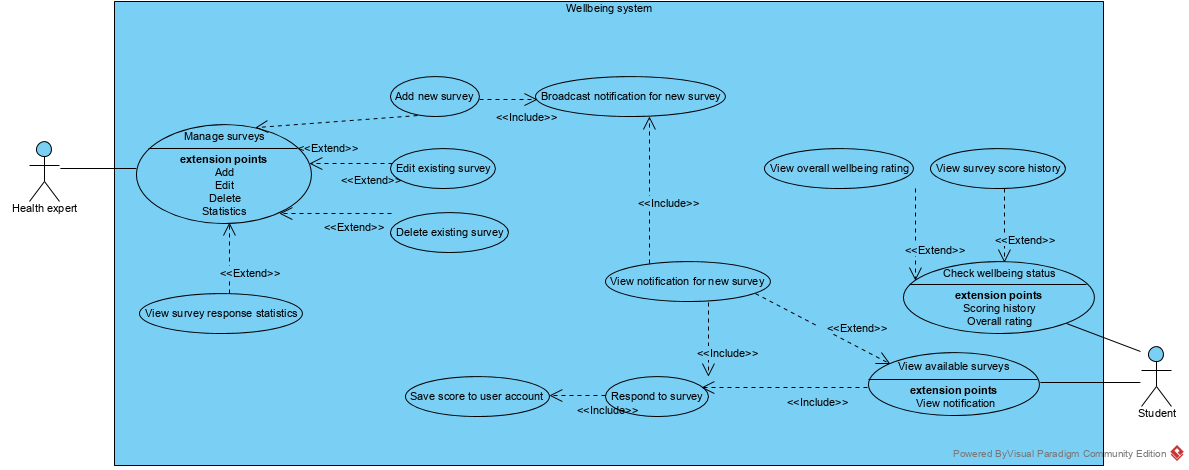 Wellbeing system
Add new survey
Broadcast notification for new survey
<<Include>>
Manage surveys
<<Extend>>
extension points
Add
Edit
Delete
Statistics
Edit existing survey
<<Extend>>
View overall wellbeing rating
View survey score history
Health expert
<<Include>>
<<Extend>>
Delete existing survey
<<Extend>>
<<Extend>>
<<Extend>>
View notification for new survey
Check wellbeing status
extension points
Scoring history
Overall rating
View survey response statistics
<<Extend>>
<<Include>>
View available surveys
extension points
View notification
Save score to user account
<<Include>>
Respond to survey
<<Include>>
Student
Powered ByVisual Paradigm Community Edition